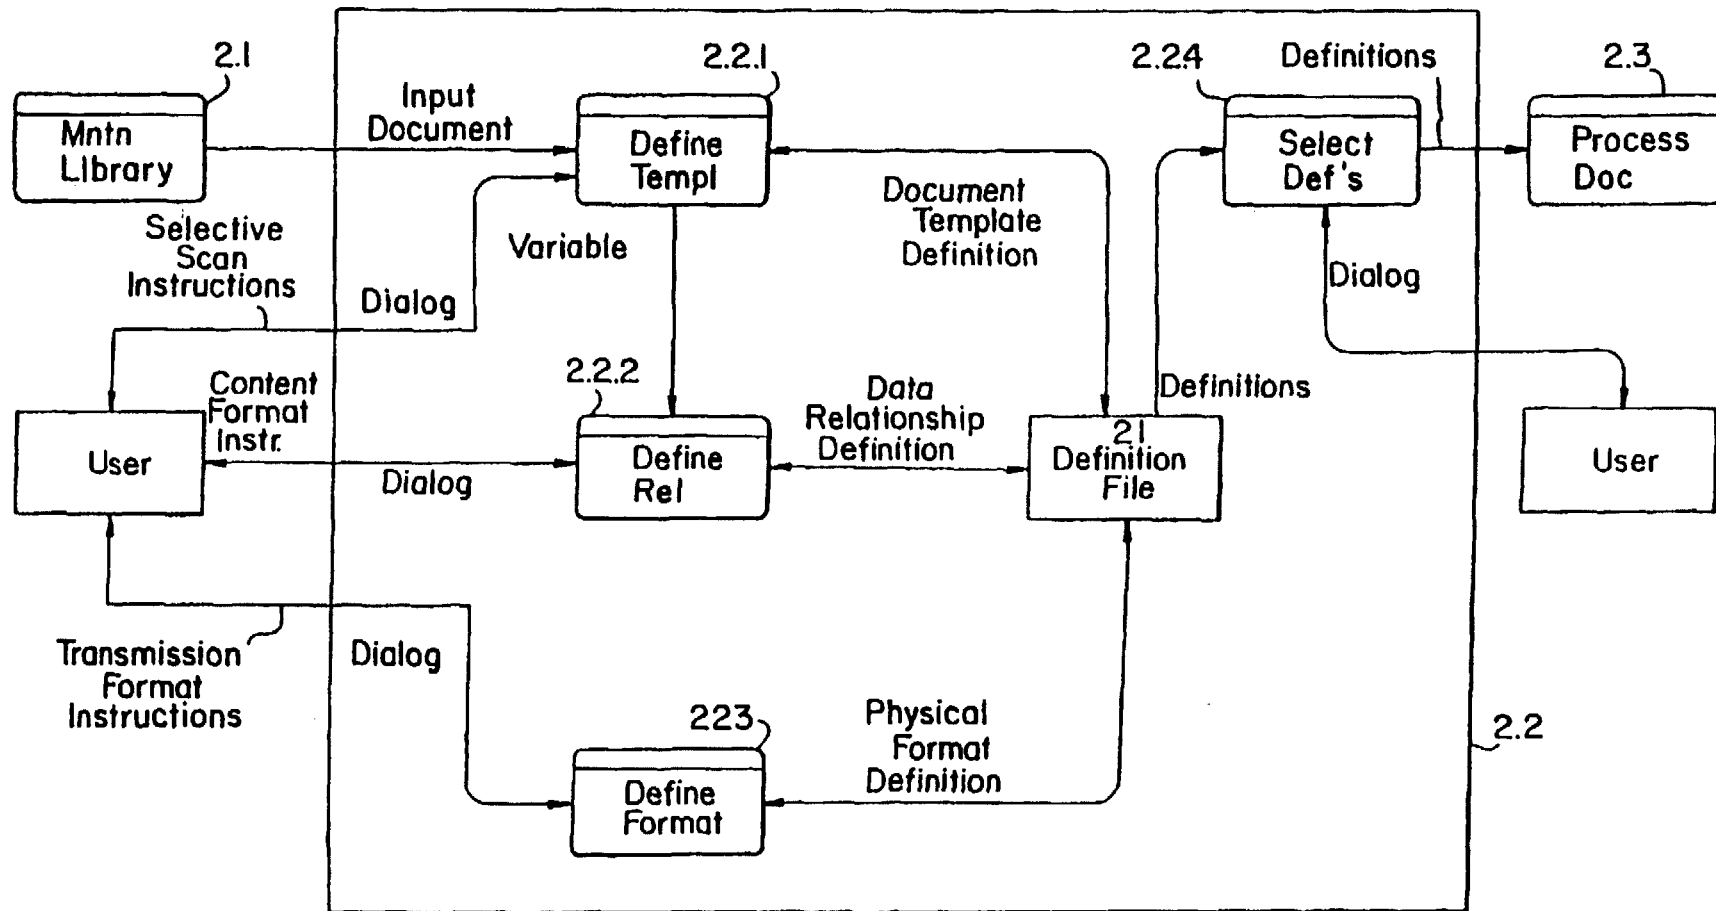 2.1
Mntn
LIbrary
Input
Document
2.2.1
Define
Templ
2.2.4
Select
Def's
Definitions
2.3
Process
Doc
Selective
Scan
Instructions
Dialog
Variable
Document
Template
Definition
Dialog
Content
Format
Instr.
User
Dialog
2.2.2
Define
Rel
Data
Relationship
Definition
Definitions
21
Definition
File
User
Transmission
Format
Instructions
Dialog
223
Define
Format
Physical
Format
Definition
2.2